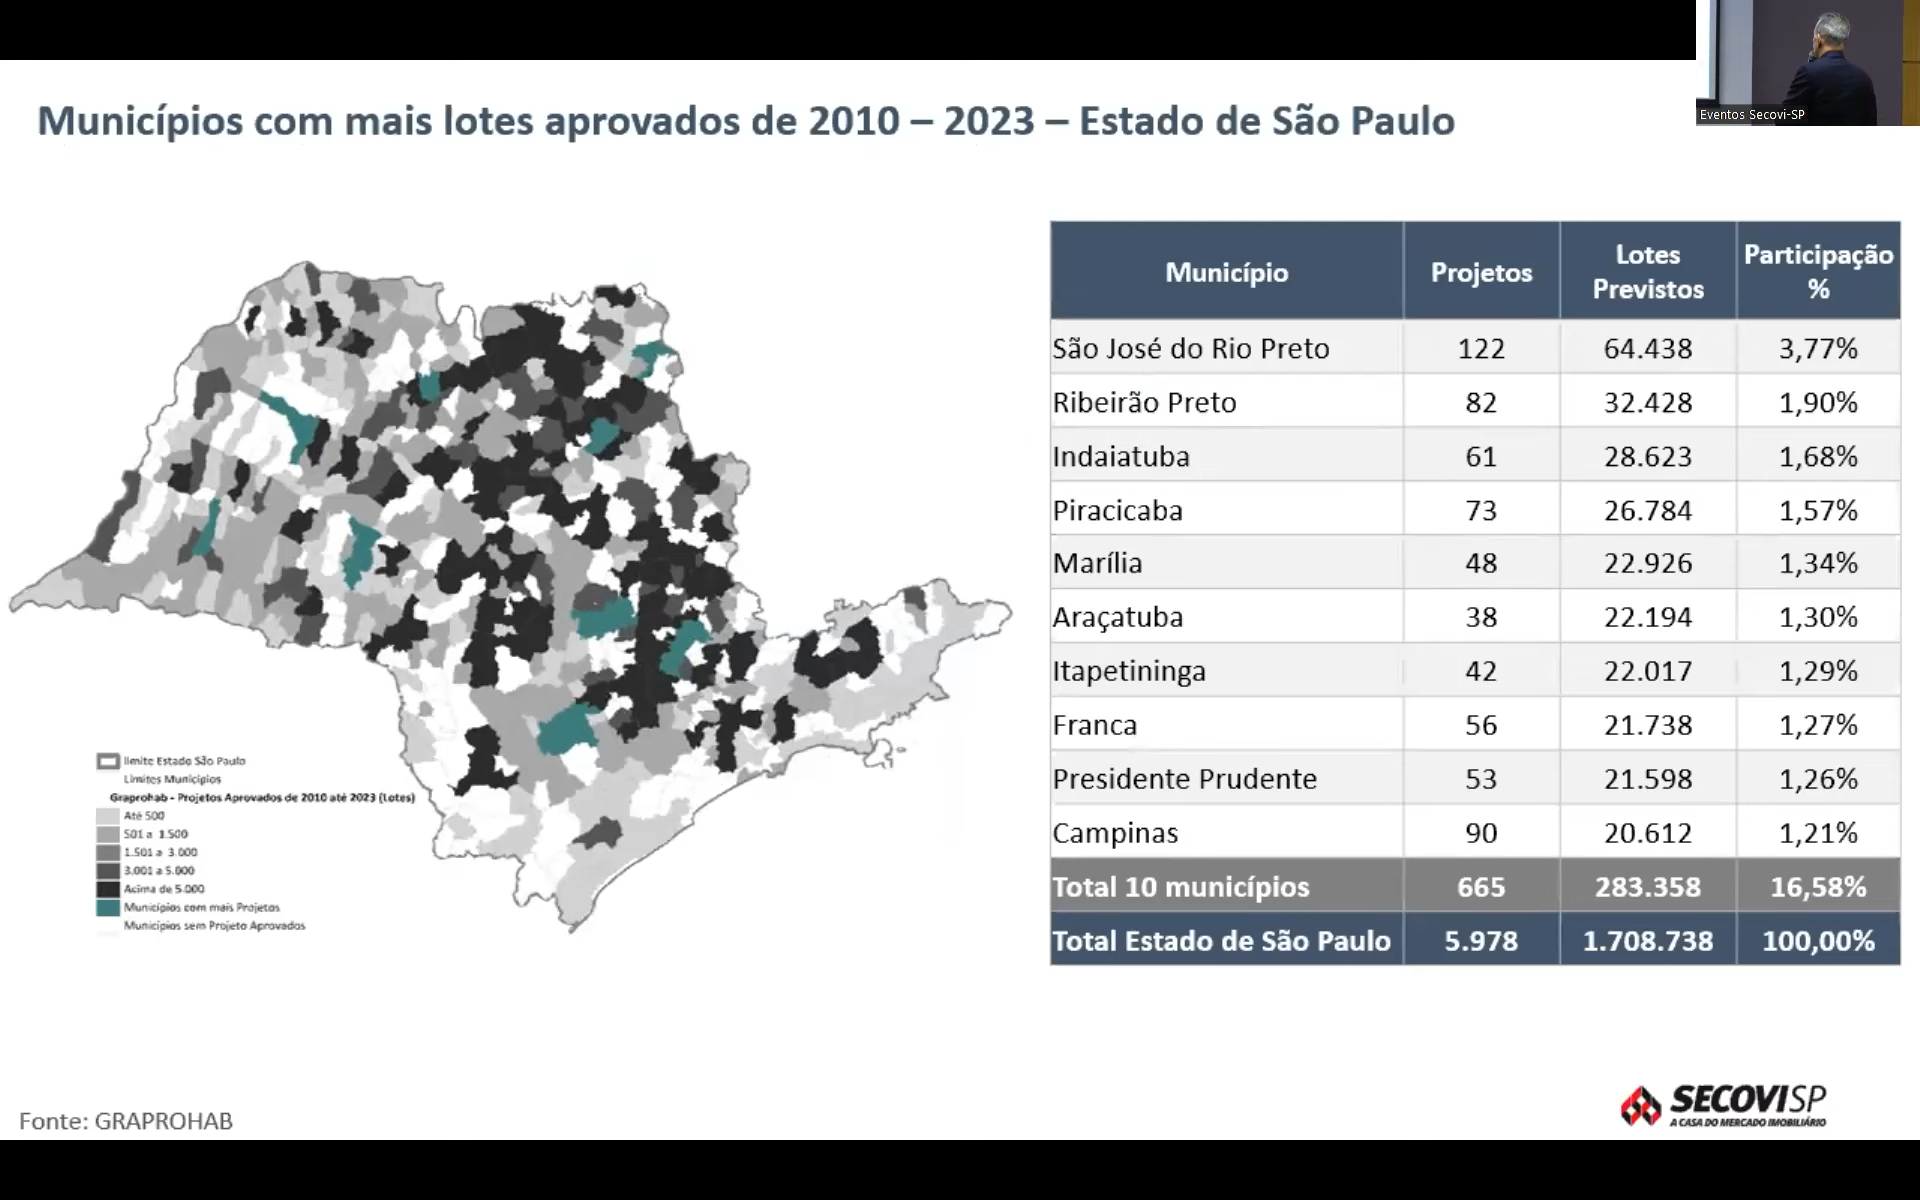 Eventos Secovi-SP
Municípios com mais lotes aprovados de 2010 – 2023 – Estado de São Paulo
Município Projetos Lotes Previstos Participação %
São José do Rio Preto 122 64.438 3,77%
Ribeirão Preto 82 32.428 1,90%
Indaiatuba 61 28.623 1,68%
Piracicaba 73 26.784 1,57%
Marília 48 22.926 1,34%
Araçatuba 38 22.194 1,30%
Itapetininga 42 22.017 1,29%
Franca 56 21.738 1,27%
Presidente Prudente 53 21.598 1,26%
Campinas 90 20.612 1,21%
Total 10 municípios 665 283.358 16,58%
Total Estado de São Paulo 5.978 1.708.738 100,00%
limite Estado São Paulo
Limites Municípios
Graprohab - Projetos Aprovados de 2010 até 2023 (Lotes)
Até 500
501 a 1.500
1.501 a 3.000
3.001 a 5.000
Acima de 5.000
Municípios com mais Projetos
Municípios sem Projeto Aprovados
Fonte: GRAPROHAB
SECOVISP
A CASA DO MERCADO IMOBILIÁRIO